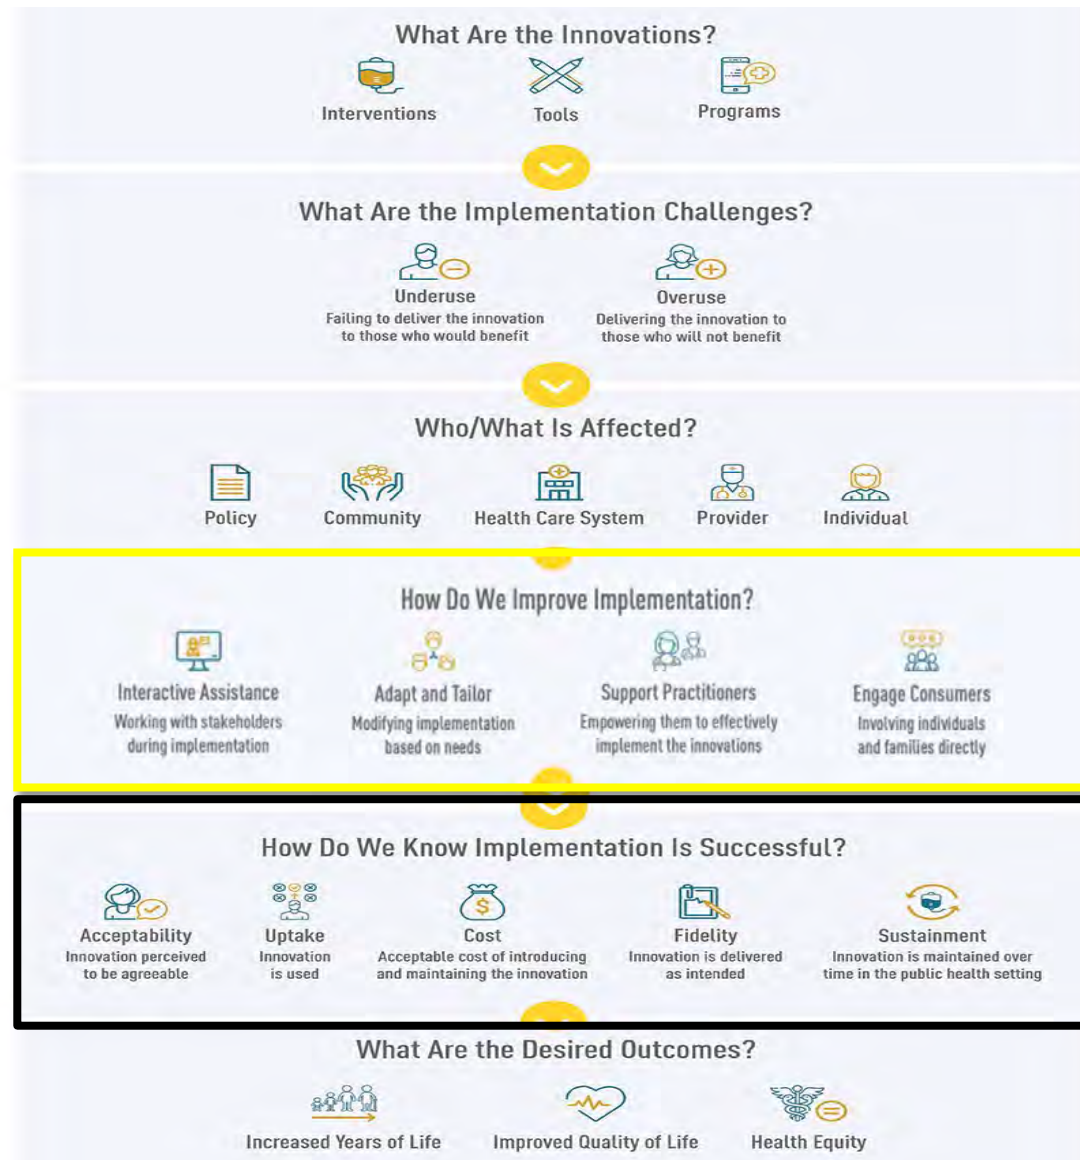 What Are the Innovations?
Interventions
Tools
Programs
What Are the Implementation Challenges?
Underuse
Failing to deliver the innovation
to those who would benefit
Overuse
Delivering the innovation to
those who will not benefit
Who/What Is Affected?
Policy
Community
Health Care System
Provider
Individual
How Do We Improve Implementation?
Interactive Assistance
Working with stakeholders
during implementation
Adapt and Tailor
Modifying implementation
based on needs
Support Practitioners
Empowering them to effectively
implement the innovations
Engage Consumers
Involving individuals
and families directly
How Do We Know Implementation Is Successful?
Acceptability
Innovation perceived
to be agreeable
Uptake
Innovation
is used
$
Cost
Acceptable cost of introducing
and maintaining the innovation
Fidelity
Innovation is delivered
as intended
Sustainment
Innovation is maintained over
time in the public health setting
What Are the Desired Outcomes?
Increased Years of Life
Improved Quality of Life
Health Equity